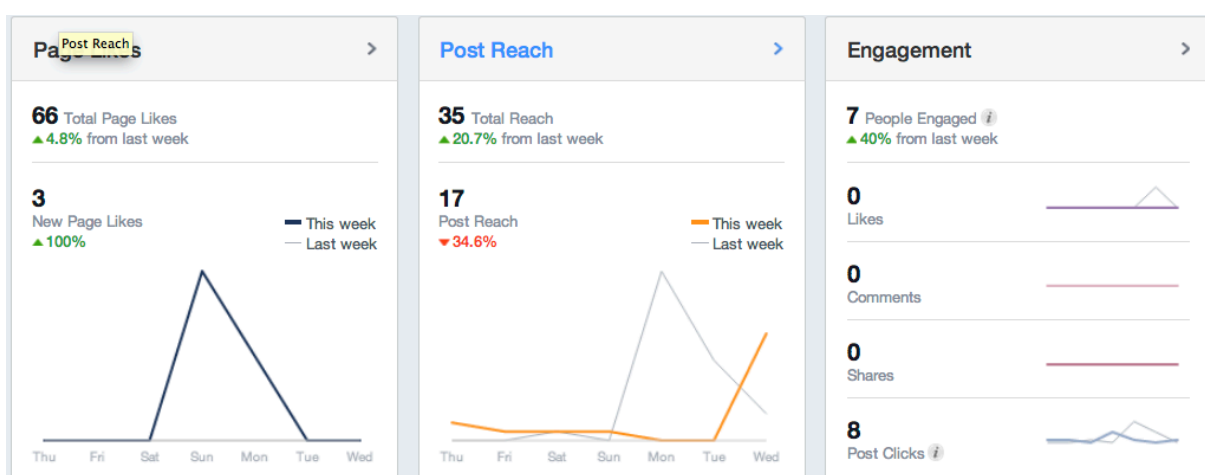 Page Likes
Post Reach
66 Total Page Likes
4.8% from last week
3
New Page Likes
100%
This week
Last week
Thu Fri Sat Sun Mon Tue Wed
Post Reach
35 Total Reach
20.7% from last week
17
Post Reach
34.6%
This week
Last week
Thu Fri Sat Sun Mon Tue Wed
Engagement
7 People Engaged i
40% from last week
0
Likes
0
Comments
0
Shares
8
Post Clicks i